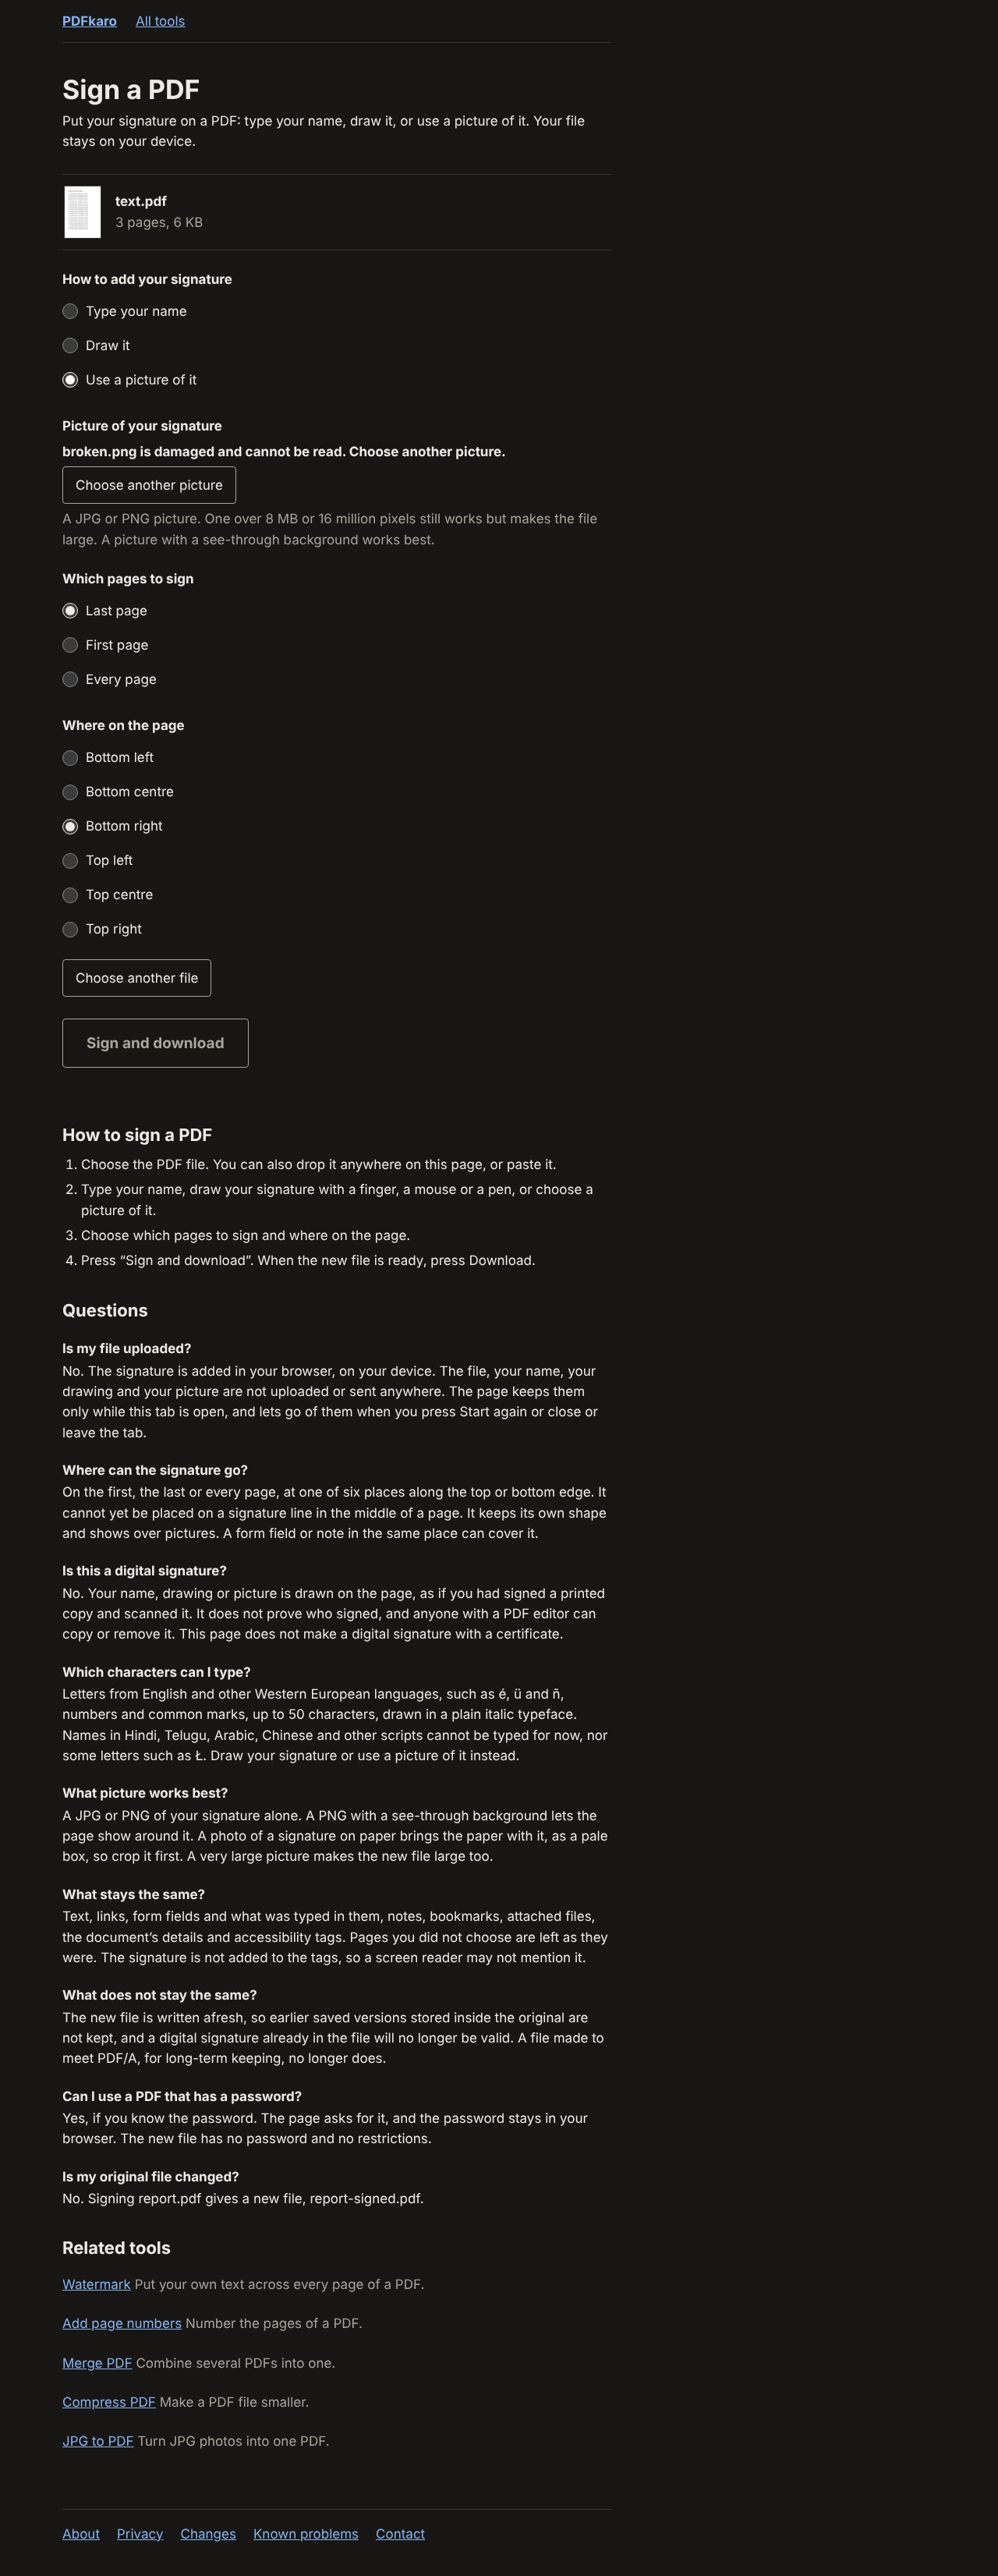 PDFkaro All tools
Sign a PDF
Put your signature on a PDF: type your name, draw it, or use a picture of it. Your file
stays on your device.
text.pdf
3 pages, 6 KB
How to add your signature
Type your name
Draw it
Use a picture of it
Picture of your signature
broken.png is damaged and cannot be read. Choose another picture.
Choose another picture
A JPG or PNG picture. One over 8 MB or 16 million pixels still works but makes the file
large. A picture with a see-through background works best.
Which pages to sign
Last page
First page
Every page
Where on the page
Bottom left
Bottom centre
Bottom right
Top left
Top centre
Top right
Choose another file
Sign and download
How to sign a PDF
1. Choose the PDF file. You can also drop it anywhere on this page, or paste it.
2. Type your name, draw your signature with a finger, a mouse or a pen, or choose a
picture of it.
3. Choose which pages to sign and where on the page.
4. Press “Sign and download”. When the new file is ready, press Download.
Questions
Is my file uploaded?
No. The signature is added in your browser, on your device. The file, your name, your
drawing and your picture are not uploaded or sent anywhere. The page keeps them
only while this tab is open, and lets go of them when you press Start again or close or
leave the tab.
Where can the signature go?
On the first, the last or every page, at one of six places along the top or bottom edge. It
cannot yet be placed on a signature line in the middle of a page. It keeps its own shape
and shows over pictures. A form field or note in the same place can cover it.
Is this a digital signature?
No. Your name, drawing or picture is drawn on the page, as if you had signed a printed
copy and scanned it. It does not prove who signed, and anyone with a PDF editor can
copy or remove it. This page does not make a digital signature with a certificate.
Which characters can I type?
Letters from English and other Western European languages, such as é, ü and ñ,
numbers and common marks, up to 50 characters, drawn in a plain italic typeface.
Names in Hindi, Telugu, Arabic, Chinese and other scripts cannot be typed for now, nor
some letters such as Ł. Draw your signature or use a picture of it instead.
What picture works best?
A JPG or PNG of your signature alone. A PNG with a see-through background lets the
page show around it. A photo of a signature on paper brings the paper with it, as a pale
box, so crop it first. A very large picture makes the new file large too.
What stays the same?
Text, links, form fields and what was typed in them, notes, bookmarks, attached files,
the document’s details and accessibility tags. Pages you did not choose are left as they
were. The signature is not added to the tags, so a screen reader may not mention it.
What does not stay the same?
The new file is written afresh, so earlier saved versions stored inside the original are
not kept, and a digital signature already in the file will no longer be valid. A file made to
meet PDF/A, for long-term keeping, no longer does.
Can I use a PDF that has a password?
Yes, if you know the password. The page asks for it, and the password stays in your
browser. The new file has no password and no restrictions.
Is my original file changed?
No. Signing report.pdf gives a new file, report-signed.pdf.
Related tools
Watermark Put your own text across every page of a PDF.
Add page numbers Number the pages of a PDF.
Merge PDF Combine several PDFs into one.
Compress PDF Make a PDF file smaller.
JPG to PDF Turn JPG photos into one PDF.
About Privacy Changes Known problems Contact